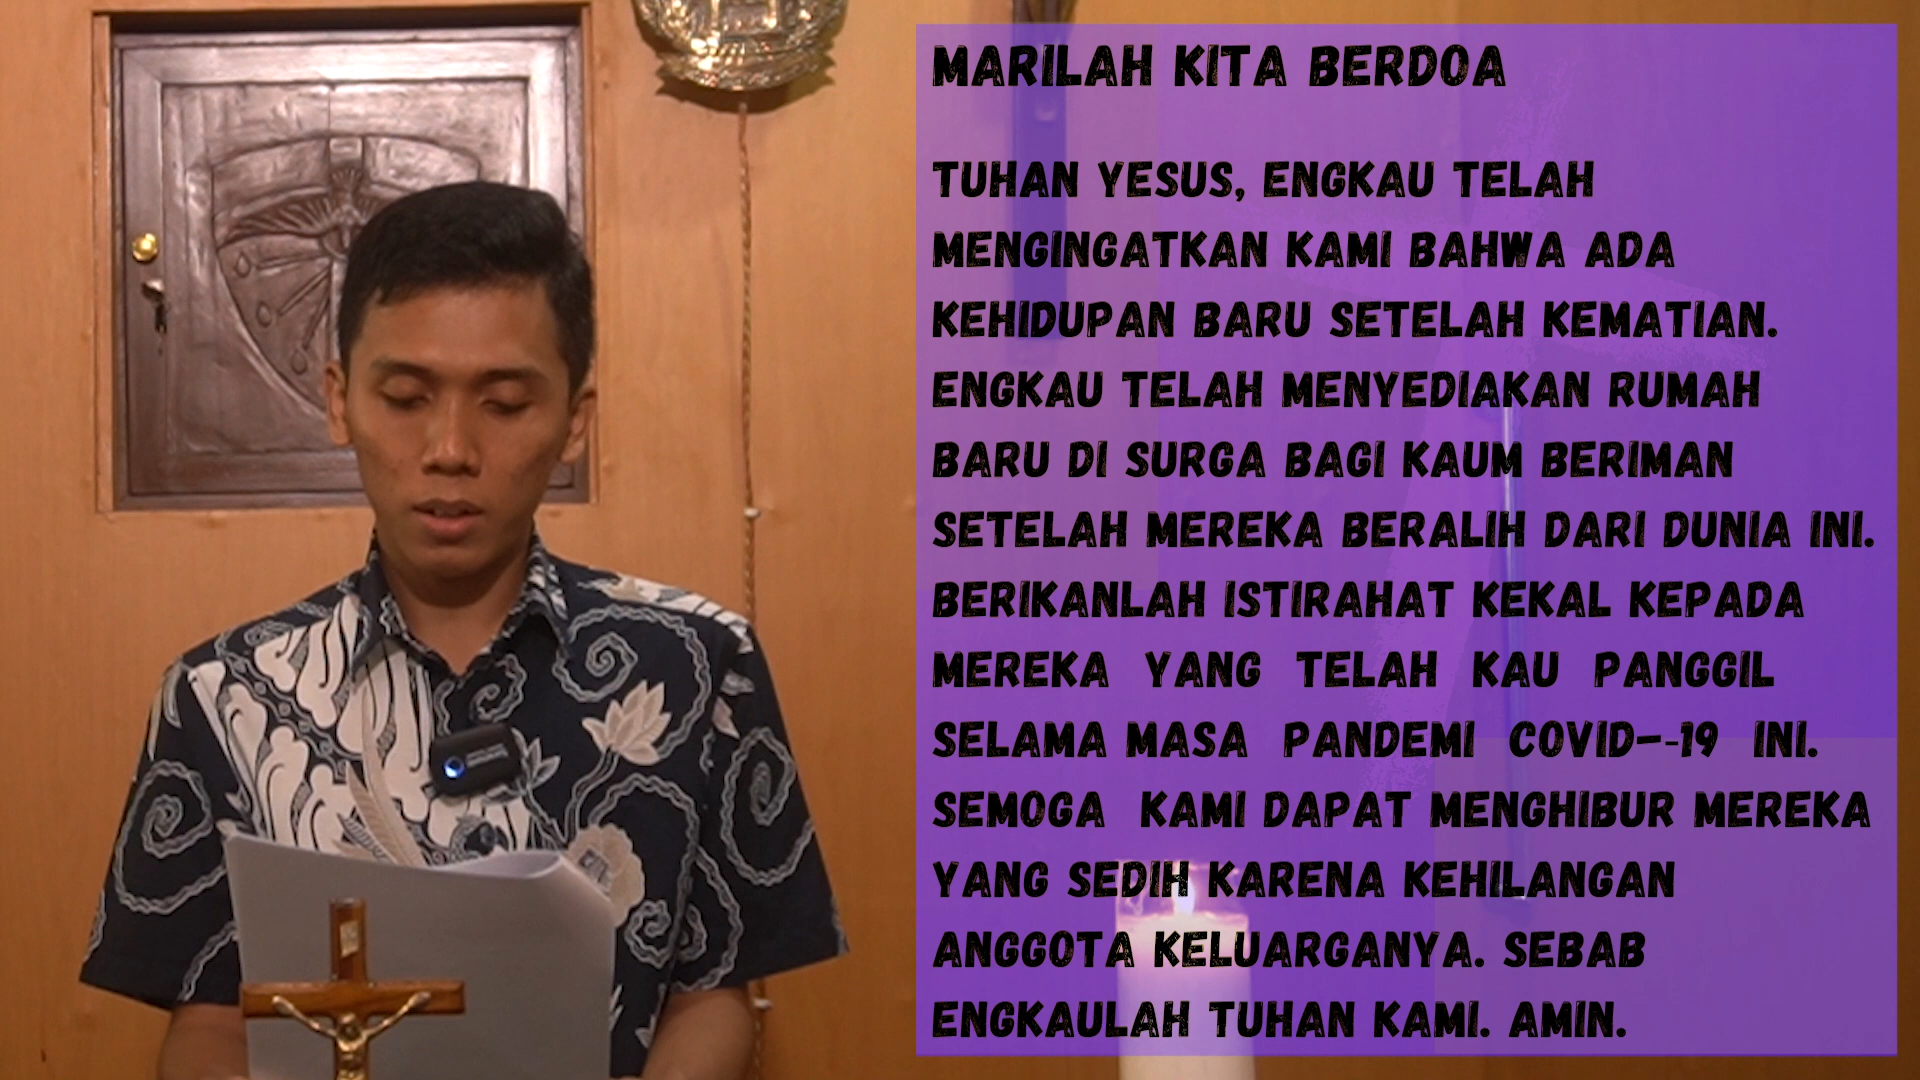 MARILAH KITA BERDOA
TUHAN YESUS, ENGKAU TELAH
MENGINGATKAN KAMI BAHWA ADA
KEHIDUPAN BARU SETELAH KEMATIAN.
ENGKAU TELAH MENYEDIAKAN RUMAH
BARU DI SURGA BAGI KAUM BERIMAN
SETELAH MEREKA BERALIH DARI DUNIA INI.
BERIKANLAH ISTIRAHAT KEKAL KEPADA
MEREKA YANG TELAH KAU PANGGIL
SELAMA MASA PANDEMI COVID--19 INI.
SEMOGA KAMI DAPAT MENGHIBUR MEREKA
YANG SEDIH KARENA KEHILANGAN
ANGGOTA KELUARGANYA. SEBAB
ENGKAULAH TUHAN KAMI. AMIN.